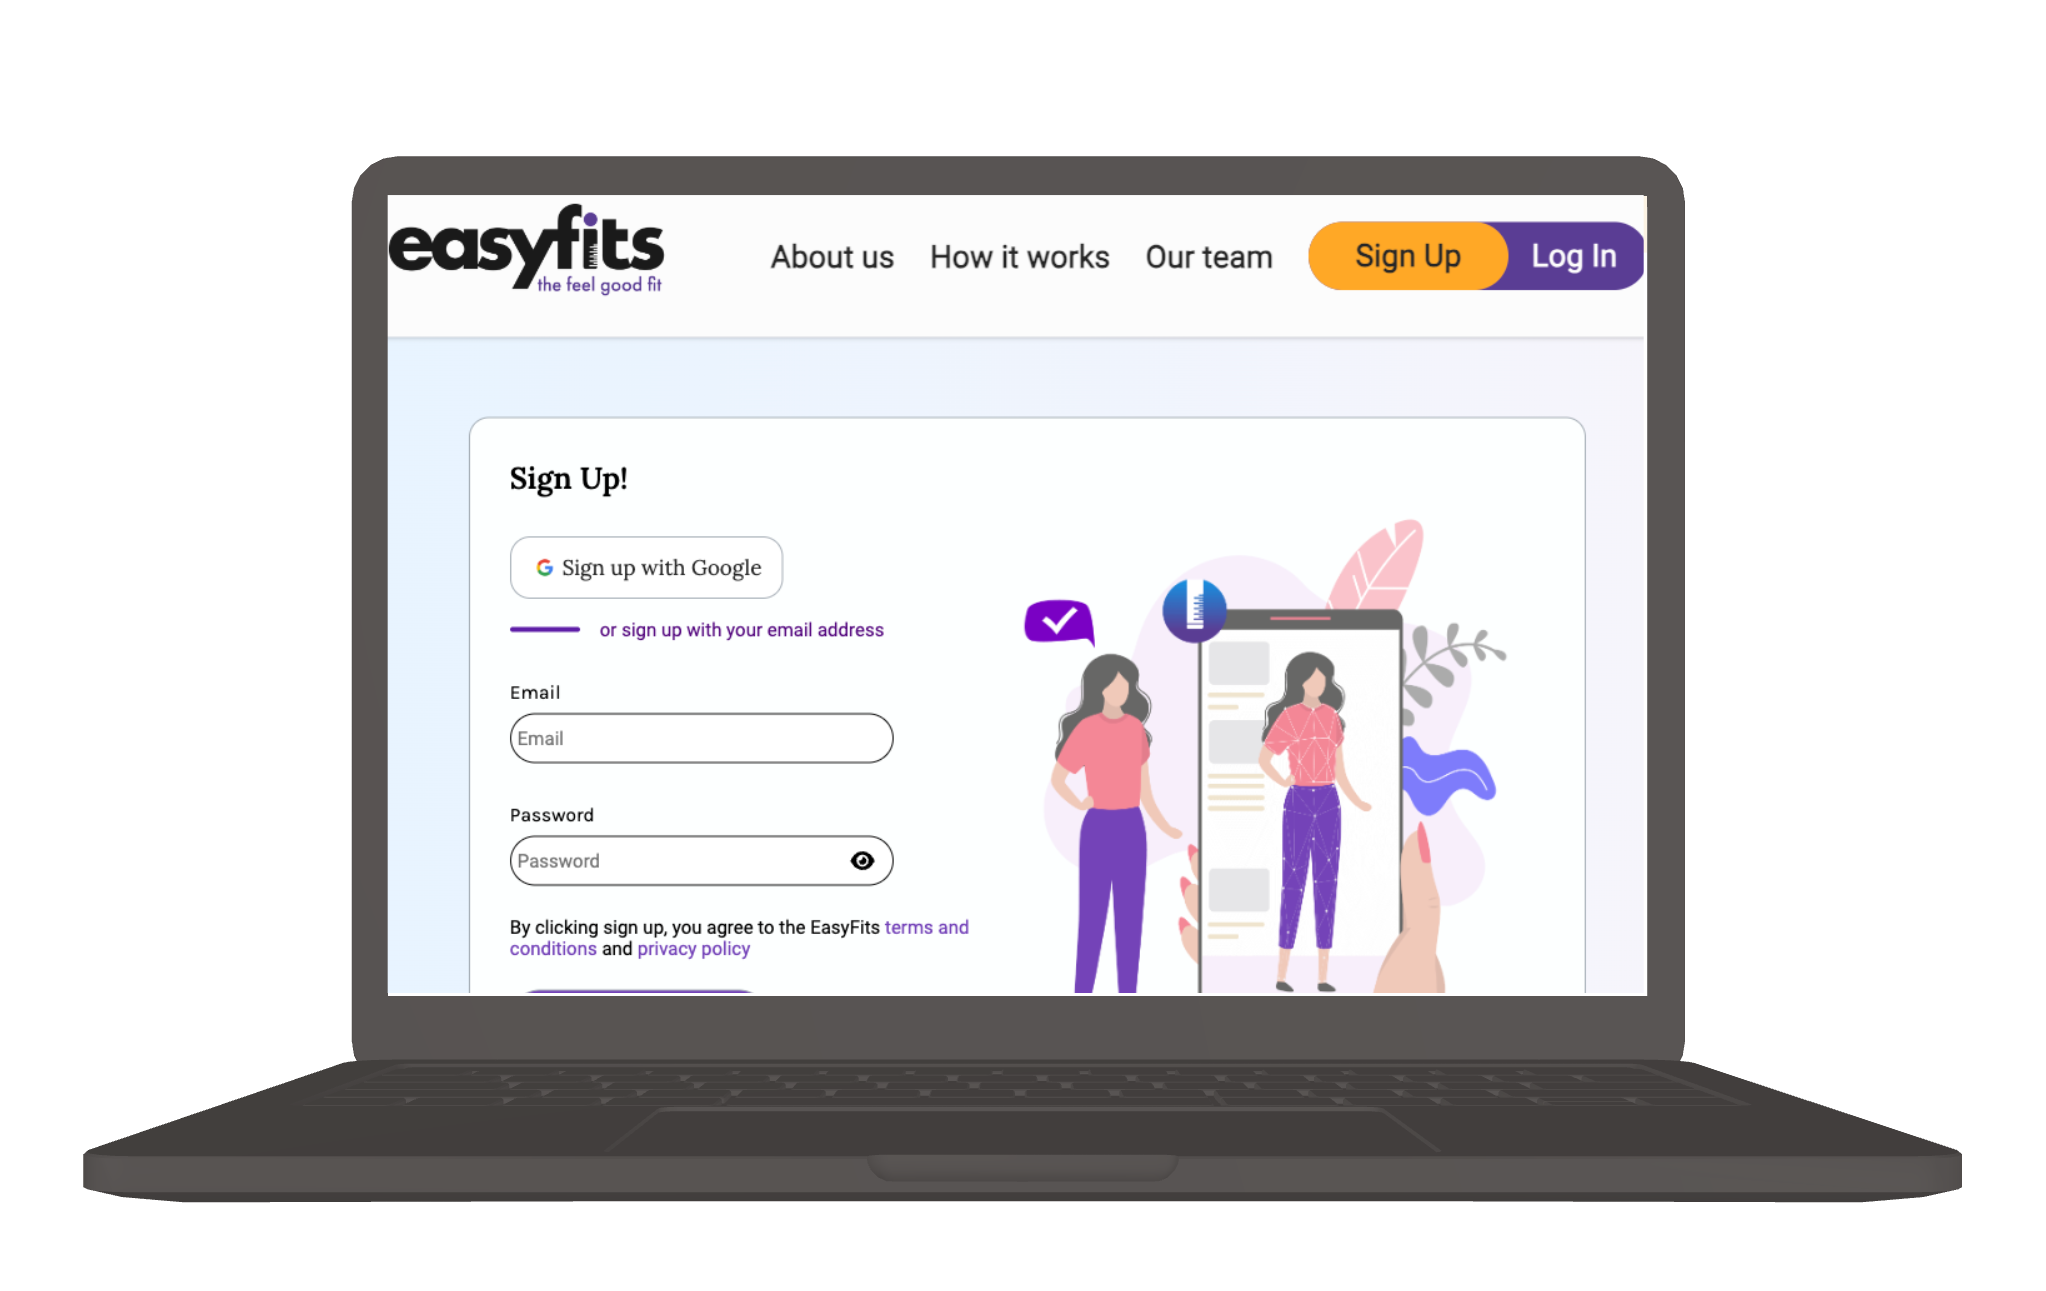 easyfits
the feel good fit
About us
How it works
Our team
Sign Up
Log In
Sign Up!
Sign up with Google
or sign up with your email address
Email
Email
Password
Password
By clicking sign up, you agree to the EasyFits terms and
conditions and privacy policy